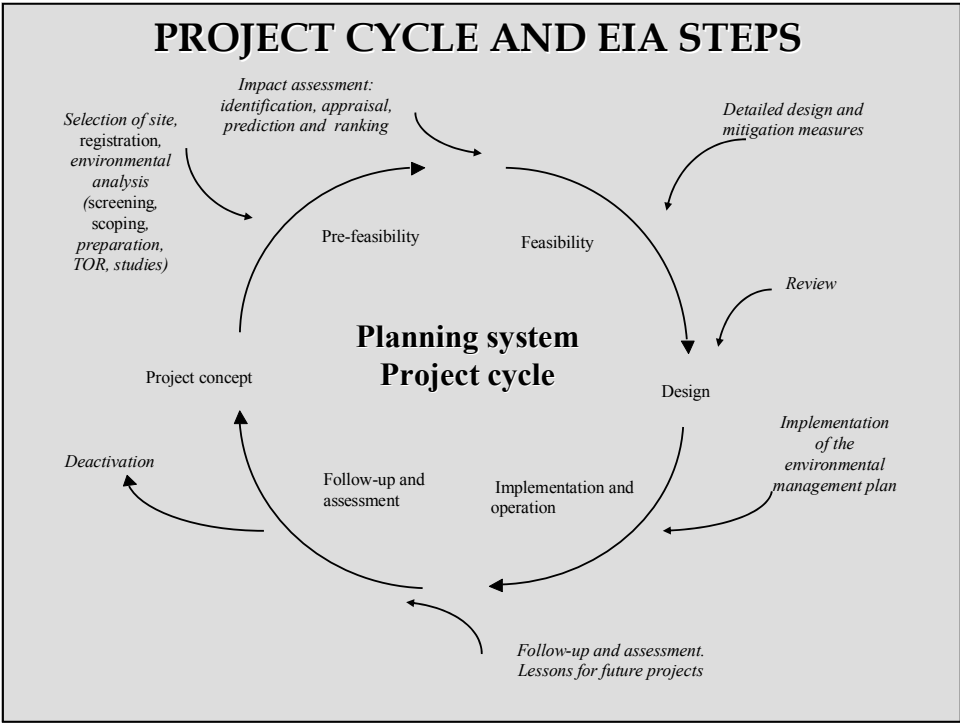 PROJECT CYCLE AND EIA STEPS
Impact assessment:
identification, appraisal,
prediction and ranking
Detailed design and
mitigation measures
Selection of site,
registration,
environmental
analysis
(screening,
scoping,
preparation,
TOR, studies)
Pre-feasibility
Feasibility
Review
Planning system
Project cycle
Project concept
Design
Implementation
of the
environmental
management plan
Deactivation
Follow-up and
assessment
Implementation and
operation
Follow-up and assessment.
Lessons for future projects